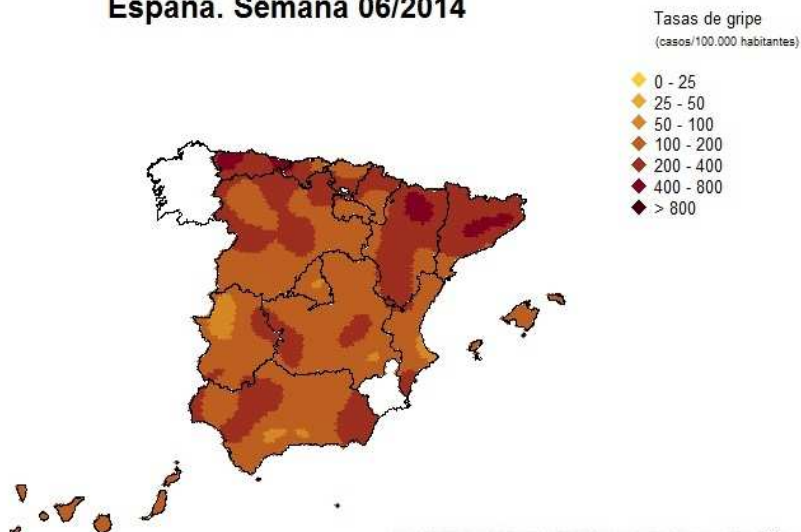 España. Semana 06/2014
Tasas de gripe
(casos/100.000 habitantes)
0 - 25
25 - 50
50 - 100
100 - 200
200 - 400
400 - 800
> 800